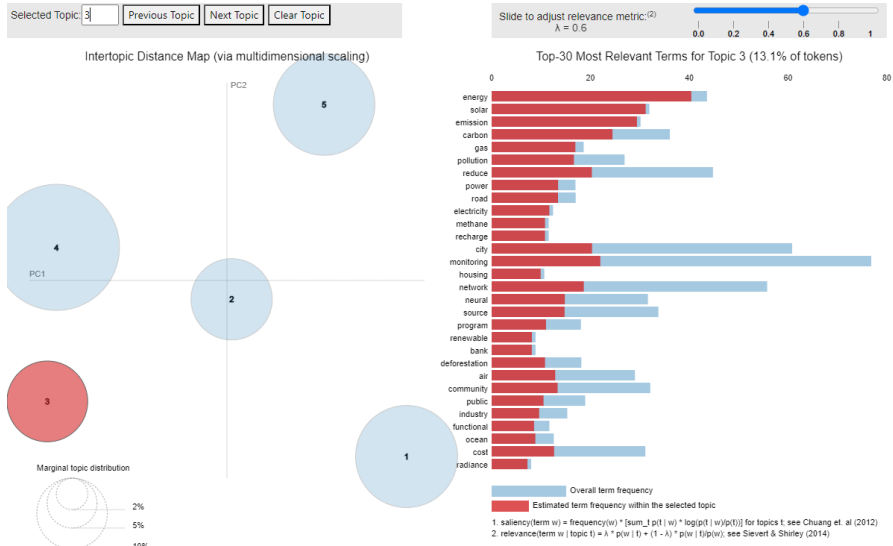 Selected Topic: 3 Previous Topic Next Topic Clear Topic
Slide to adjust relevance metric:(2)
λ = 0.6
0.0 0.2 0.4 0.6 0.8 1
Intertopic Distance Map (via multidimensional scaling)
PC2
PC1
5
4
2
3
1
Marginal topic distribution
2%
5%
10%
Top-30 Most Relevant Terms for Topic 3 (13.1% of tokens)
0 20 40 60 80
energy
solar
emission
carbon
gas
pollution
reduce
power
road
electricity
methane
recharge
city
monitoring
housing
network
neural
source
program
renewable
bank
deforestation
air
community
public
industry
functional
ocean
cost
radiance
Overall term frequency
Estimated term frequency within the selected topic
1. saliency(term w) = frequency(w) * [sum_t p(t | w) * log(p(t | w)/p(t))] for topics t; see Chuang et. al (2012)
2. relevance(term w | topic t) = λ * p(w | t) + (1 - λ) * p(w | t)/p(w); see Sievert & Shirley (2014)